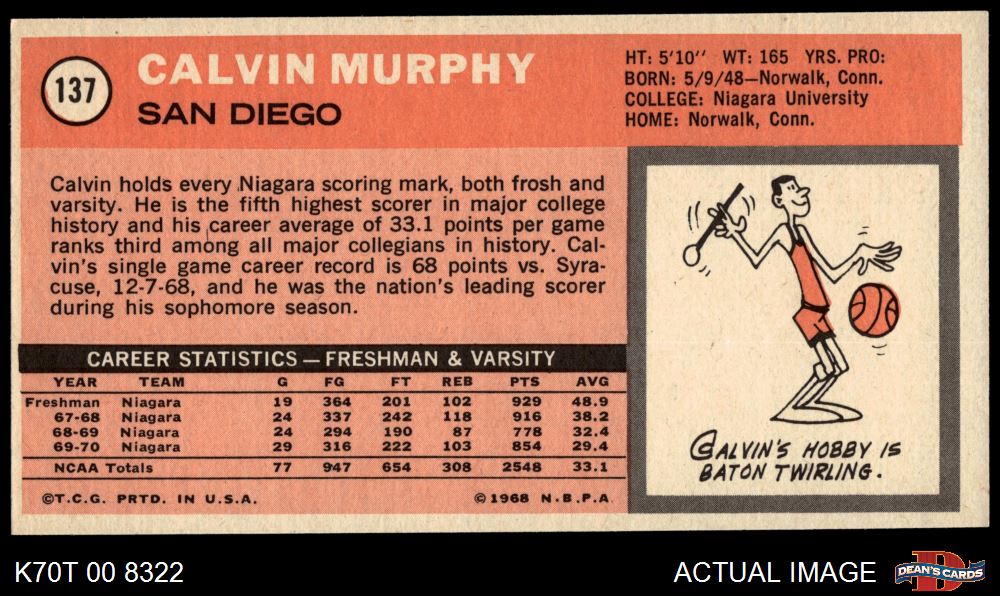 137
CALVIN MURPHY
SAN DIEGO
HT: 5'10'' WT: 165 YRS. PRO:
BORN: 5/9/48—Norwalk, Conn.
COLLEGE: Niagara University
HOME: Norwalk, Conn.
Calvin holds every Niagara scoring mark, both frosh and
varsity. He is the fifth highest scorer in major college
history and his career average of 33.1 points per game
ranks third among all major collegians in history. Cal-
vin's single game career record is 68 points vs. Syra-
cuse, 12-7-68, and he was the nation's leading scorer
during his sophomore season.
CAREER STATISTICS — FRESHMAN & VARSITY
YEAR TEAM G FG FT REB PTS AVG
Freshman Niagara 19 364 201 102 929 48.9
67-68 Niagara 24 337 242 118 916 38.2
68-69 Niagara 24 294 190 87 778 32.4
69-70 Niagara 29 316 222 103 854 29.4
NCAA Totals 77 947 654 308 2548 33.1
©T.C.G. PRTD. IN U.S.A. ©1968 N.B.P.A.
CALVIN'S HOBBY IS
BATON TWIRLING.
K70T 00 8322
ACTUAL IMAGE
DEAN'S CARDS